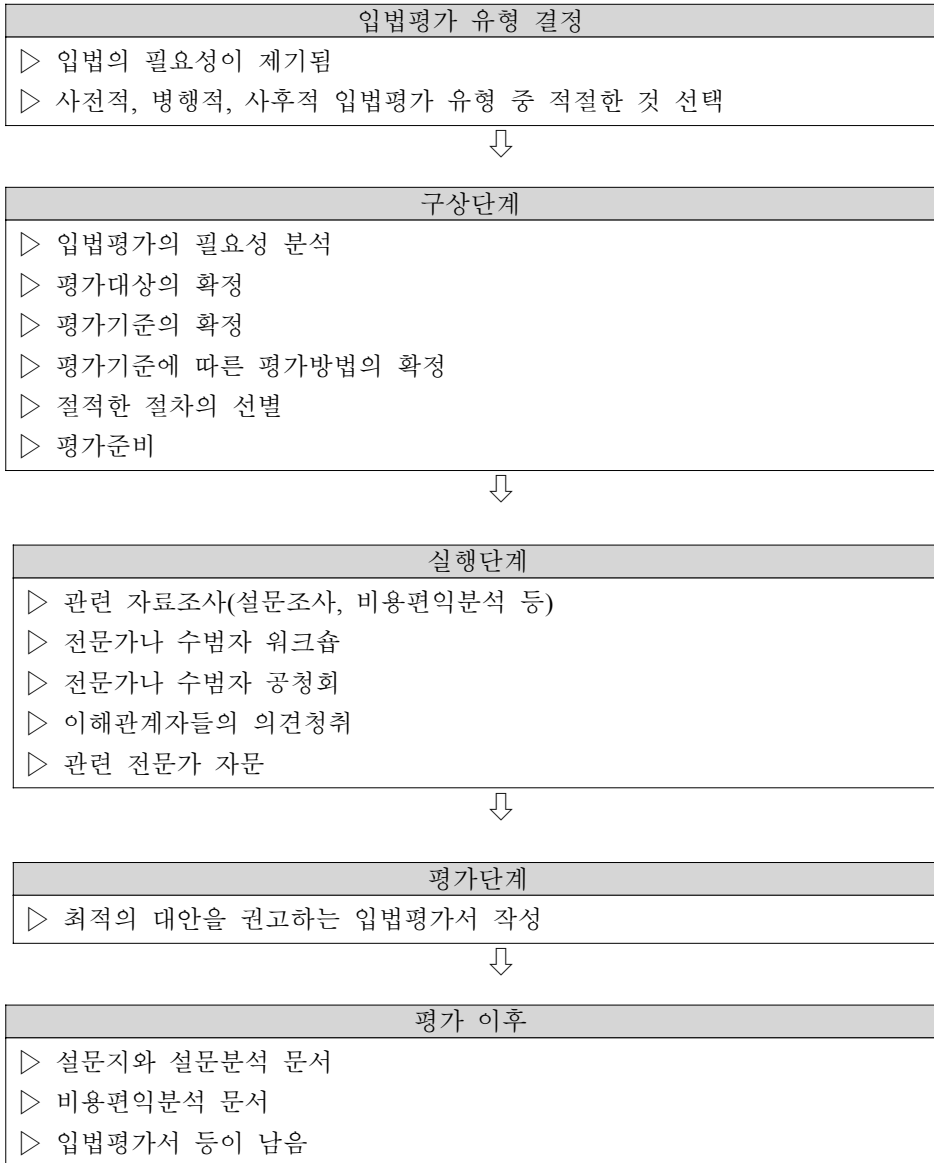 입법평가 유형 결정
▷ 입법의 필요성이 제기됨
▷ 사전적, 병행적, 사후적 입법평가 유형 중 적절한 것 선택
⇩
구상단계
▷ 입법평가의 필요성 분석
▷ 평가대상의 확정
▷ 평가기준의 확정
▷ 평가기준에 따른 평가방법의 확정
▷ 절적한 절차의 선별
▷ 평가준비
⇩
실행단계
▷ 관련 자료조사(설문조사, 비용편익분석 등)
▷ 전문가나 수범자 워크숍
▷ 전문가나 수범자 공청회
▷ 이해관계자들의 의견청취
▷ 관련 전문가 자문
⇩
평가단계
▷ 최적의 대안을 권고하는 입법평가서 작성
⇩
평가 이후
▷ 설문지와 설문분석 문서
▷ 비용편익분석 문서
▷ 입법평가서 등이 남음